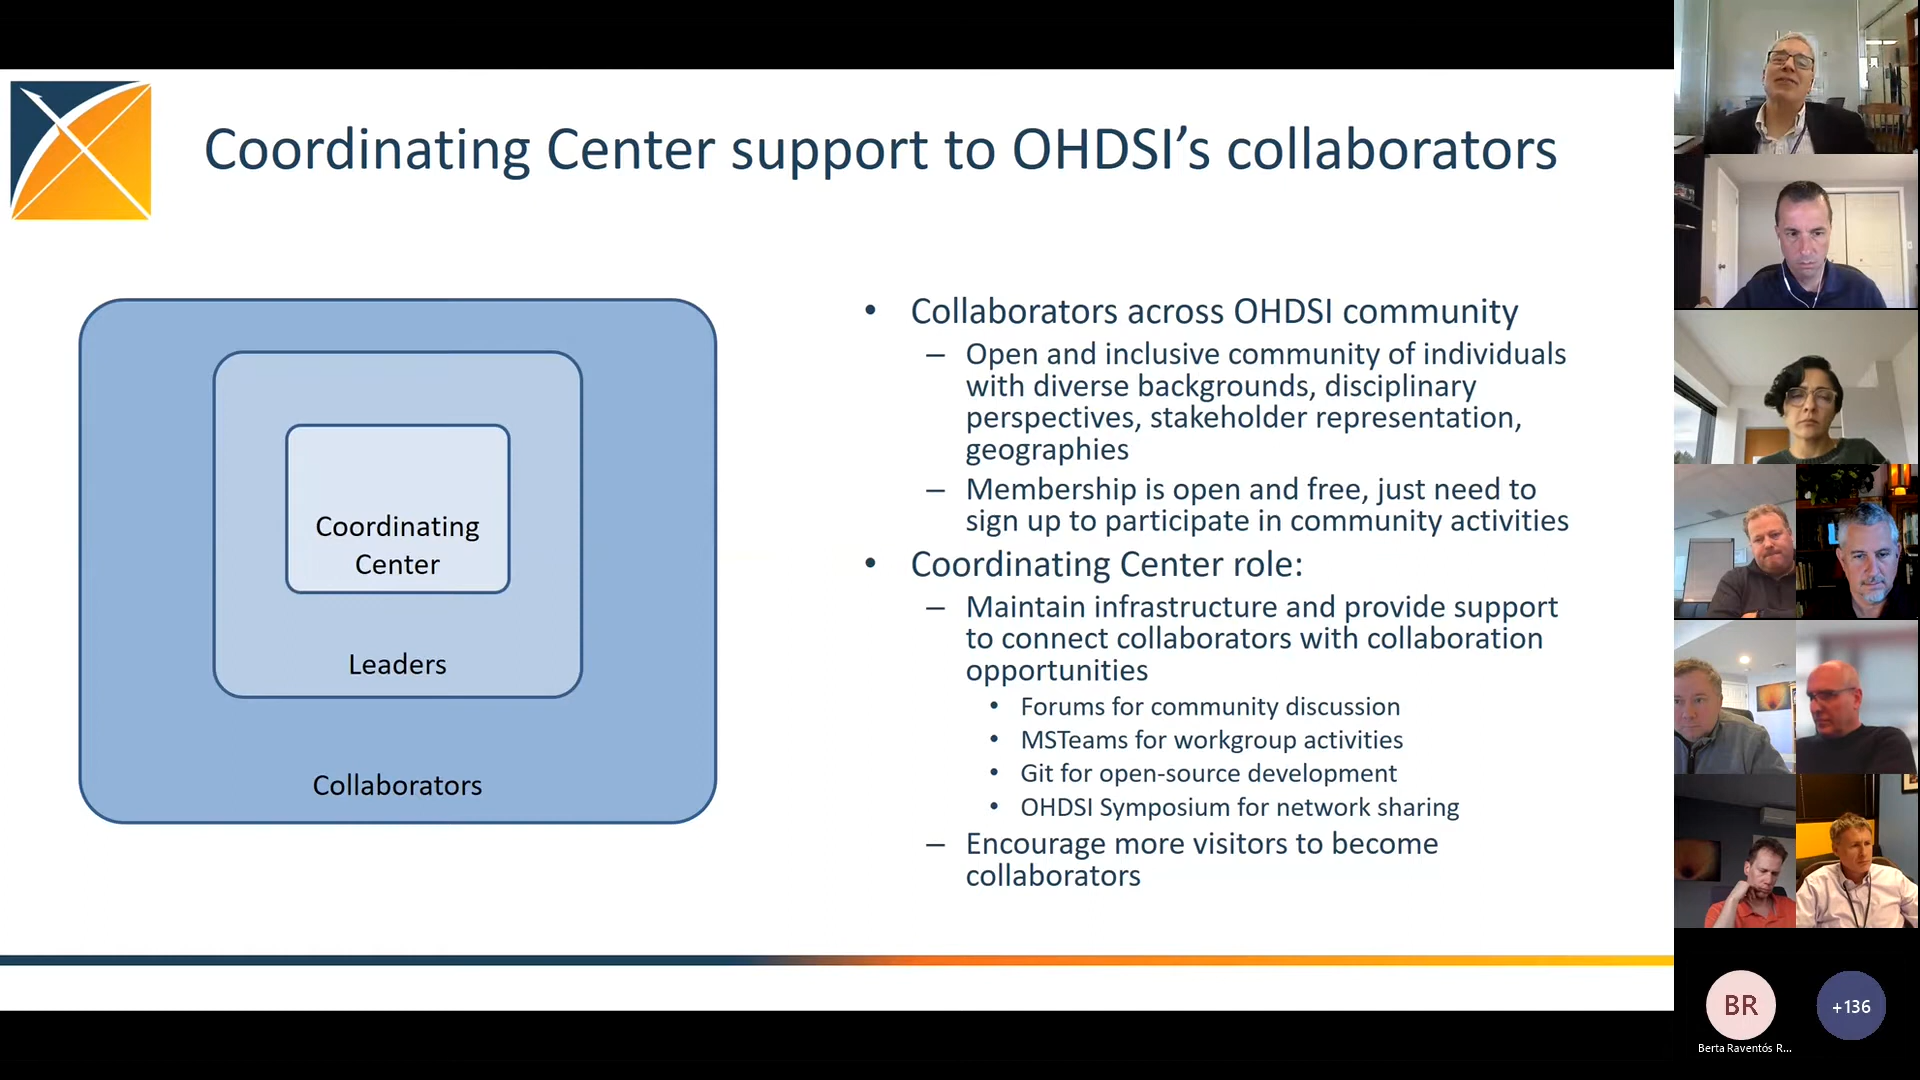 Coordinating Center support to OHDSI’s collaborators
Coordinating
Center
Leaders
Collaborators
• Collaborators across OHDSI community
– Open and inclusive community of individuals
with diverse backgrounds, disciplinary
perspectives, stakeholder representation,
geographies
– Membership is open and free, just need to
sign up to participate in community activities
• Coordinating Center role:
– Maintain infrastructure and provide support
to connect collaborators with collaboration
opportunities
• Forums for community discussion
• MSTeams for workgroup activities
• Git for open-source development
• OHDSI Symposium for network sharing
– Encourage more visitors to become
collaborators
BR
+136
Berta Raventós R...